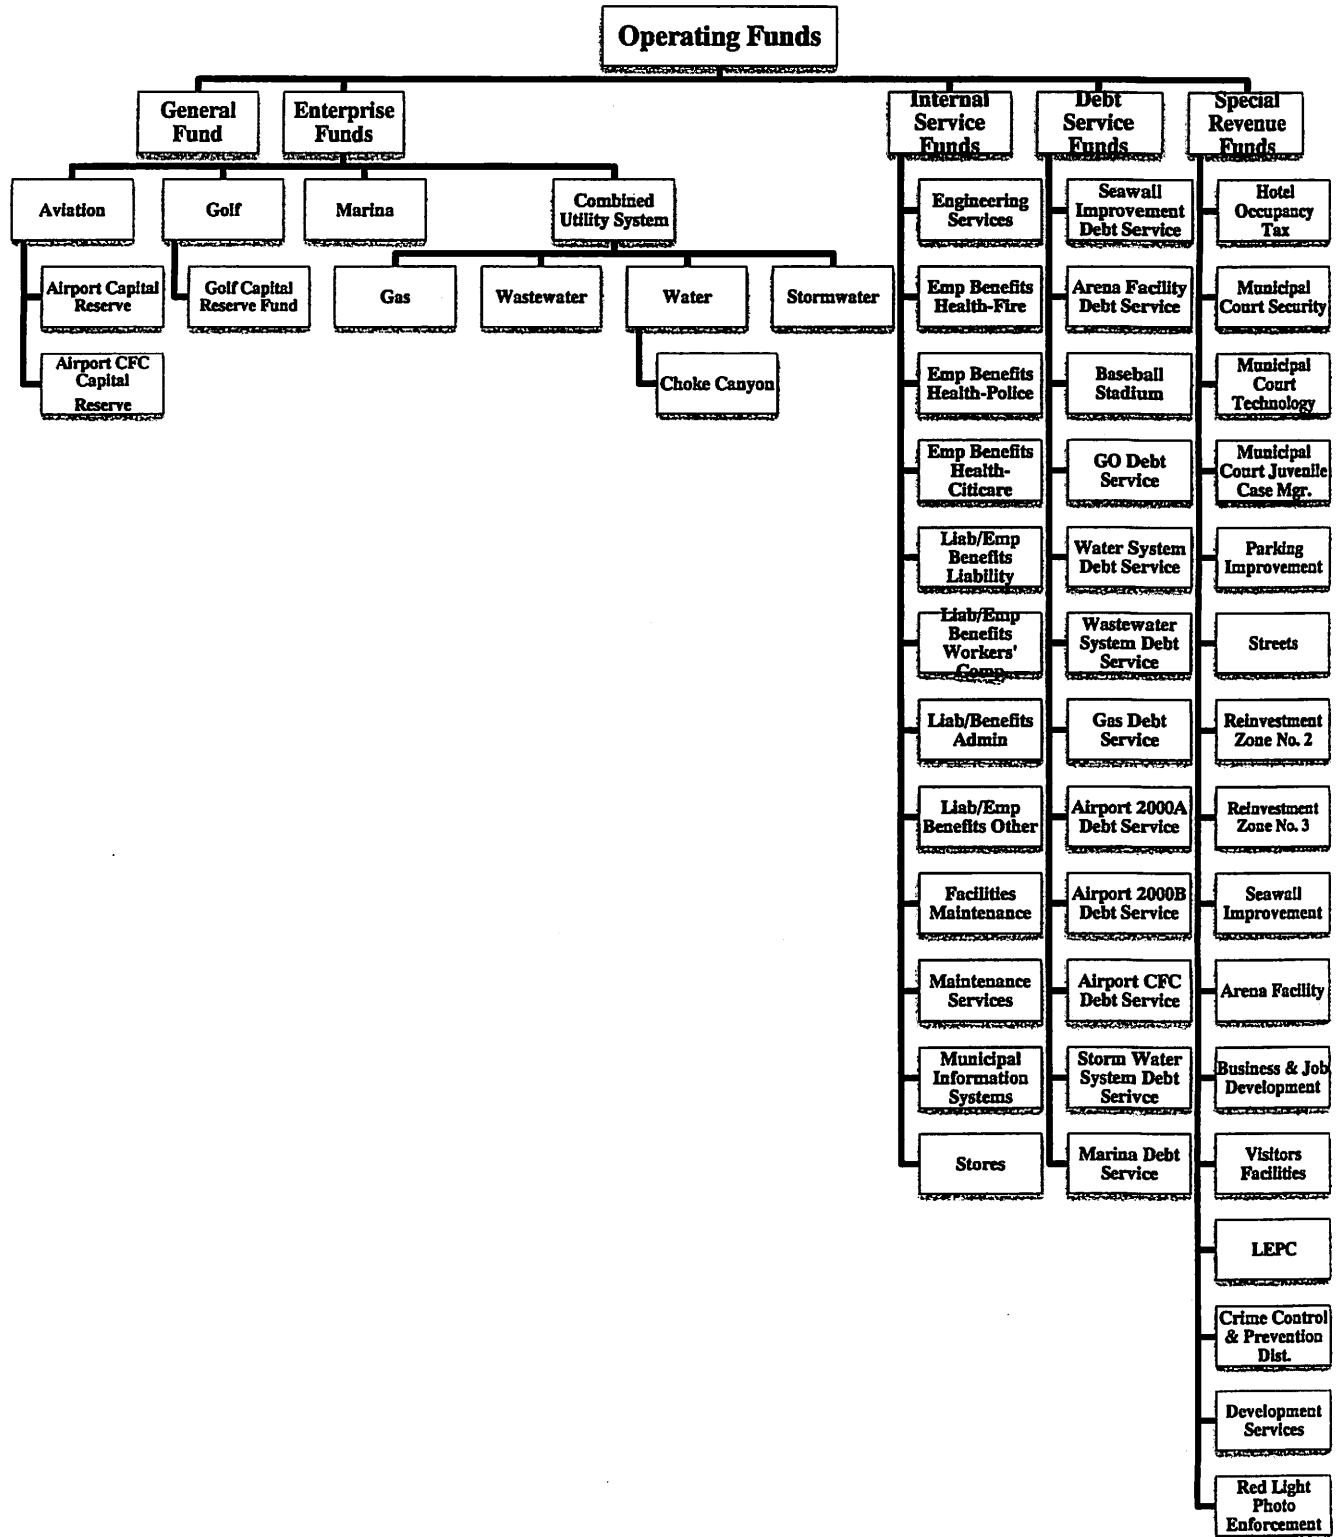 Operating Funds
General
Fund
Enterprise
Funds
Internal
Service
Funds
Debt
Service
Funds
Special
Revenue
Funds
Aviation
Golf
Marina
Combined
Utility System
Airport Capital
Reserve
Airport CFC
Capital
Reserve
Golf Capital
Reserve Fund
Gas
Wastewater
Water
Stormwater
Choke Canyon
Engineering
Services
Emp Benefits
Health-Fire
Emp Benefits
Health-Police
Emp Benefits
Health-
Citicare
Liab/Emp
Benefits
Liability
Liab/Emp
Benefits
Workers'
Comp
Liab/Benefits
Admin
Liab/Emp
Benefits Other
Facilities
Maintenance
Maintenance
Services
Municipal
Information
Systems
Stores
Seawall
Improvement
Debt Service
Arena Facility
Debt Service
Baseball
Stadium
GO Debt
Service
Water System
Debt Service
Wastewater
System Debt
Service
Gas Debt
Service
Airport 2000A
Debt Service
Airport 2000B
Debt Service
Airport CFC
Debt Service
Storm Water
System Debt
Serivce
Marina Debt
Service
Hotel
Occupancy
Tax
Municipal
Court Security
Municipal
Court
Technology
Municipal
Court Juvenile
Case Mgr.
Parking
Improvement
Streets
Reinvestment
Zone No. 2
Reinvestment
Zone No. 3
Seawall
Improvement
Arena Facility
Business & Job
Development
Visitors
Facilities
LEPC
Crime Control
& Prevention
Dist.
Development
Services
Red Light
Photo
Enforcement